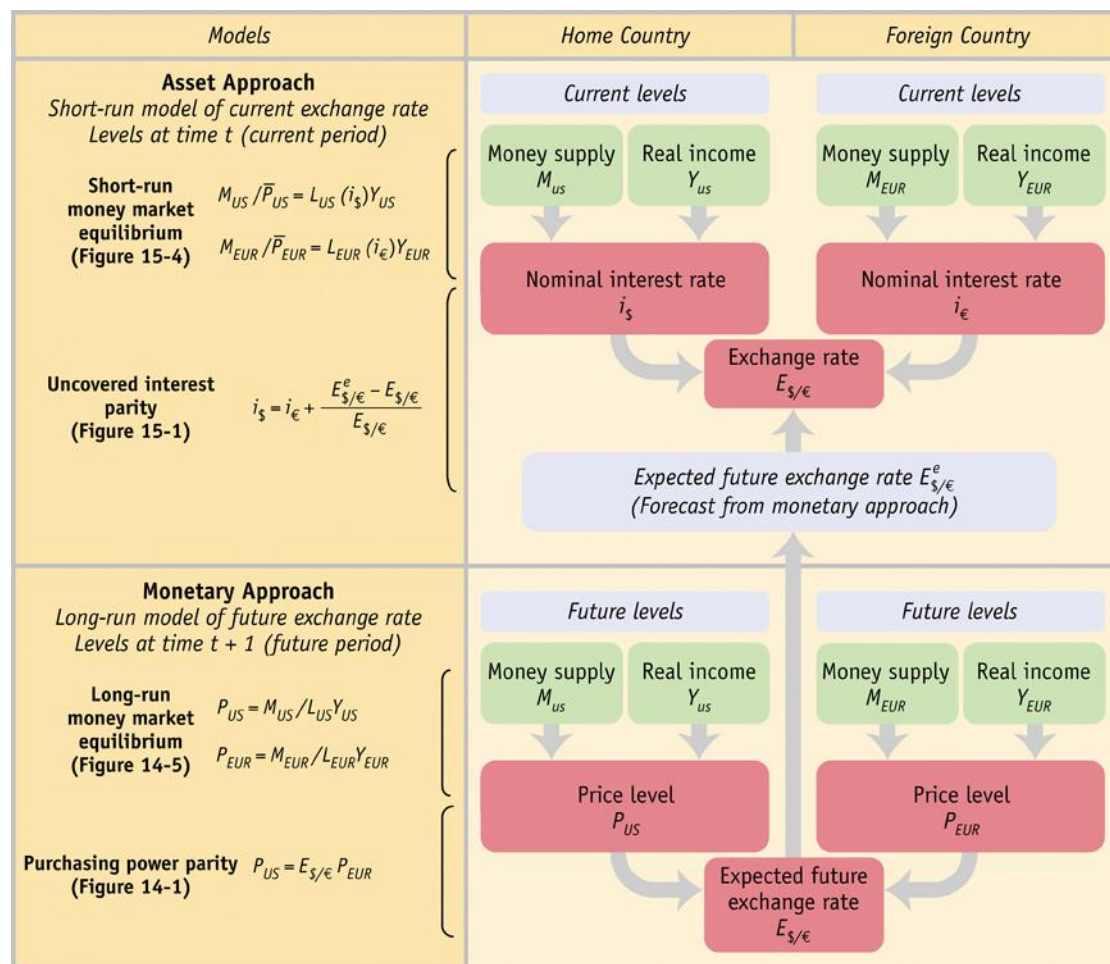 Models
Home Country
Foreign Country
Asset Approach
Short-run model of current exchange rate
Levels at time t (current period)
Short-run
money market
equilibrium
(Figure 15-4)
M_US / P̅_US = L_US (i_$)Y_US
M_EUR / P̅_EUR = L_EUR (i_€)Y_EUR
Uncovered interest
parity
(Figure 15-1)
i_$ = i_€ + (E^e_$/€ − E_$/€) / E_$/€
Current levels
Money supply
M_us
Real income
Y_us
Nominal interest rate
i_$
Current levels
Money supply
M_EUR
Real income
Y_EUR
Nominal interest rate
i_€
Exchange rate
E_$/€
Expected future exchange rate E^e_$/€
(Forecast from monetary approach)
Monetary Approach
Long-run model of future exchange rate
Levels at time t + 1 (future period)
Long-run
money market
equilibrium
(Figure 14-5)
P_US = M_US / L_US Y_US
P_EUR = M_EUR / L_EUR Y_EUR
Purchasing power parity
(Figure 14-1)
P_US = E_$/€ P_EUR
Future levels
Money supply
M_us
Real income
Y_us
Price level
P_US
Future levels
Money supply
M_EUR
Real income
Y_EUR
Price level
P_EUR
Expected future
exchange rate
E_$/€